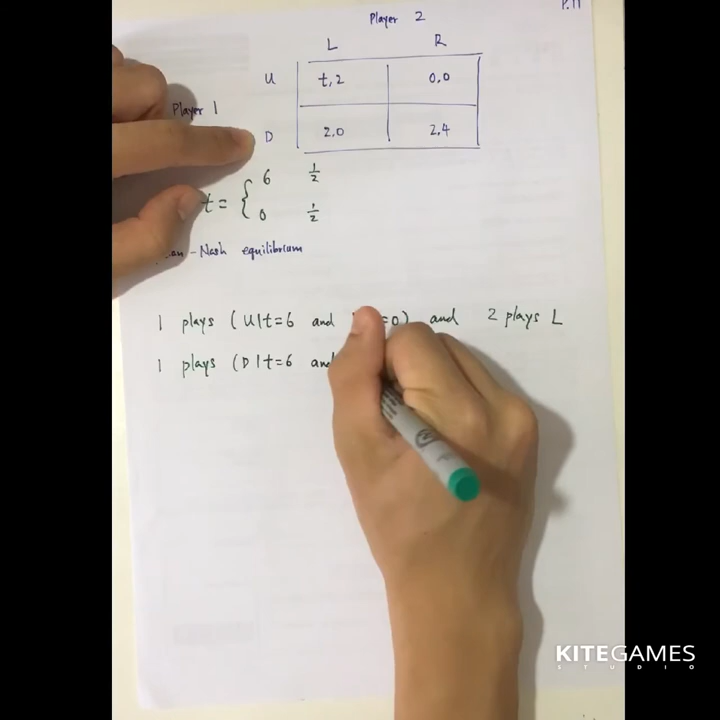 P.11
Player 2
L R
U t,2 0,0
Player 1
D 2,0 2,4
t = { 6 1/2
0 1/2
-Nash equilibrium
1 plays (U|t=6 and =0) and 2 plays L
1 plays (D|t=6 and
KITEGAMES
STUDIO